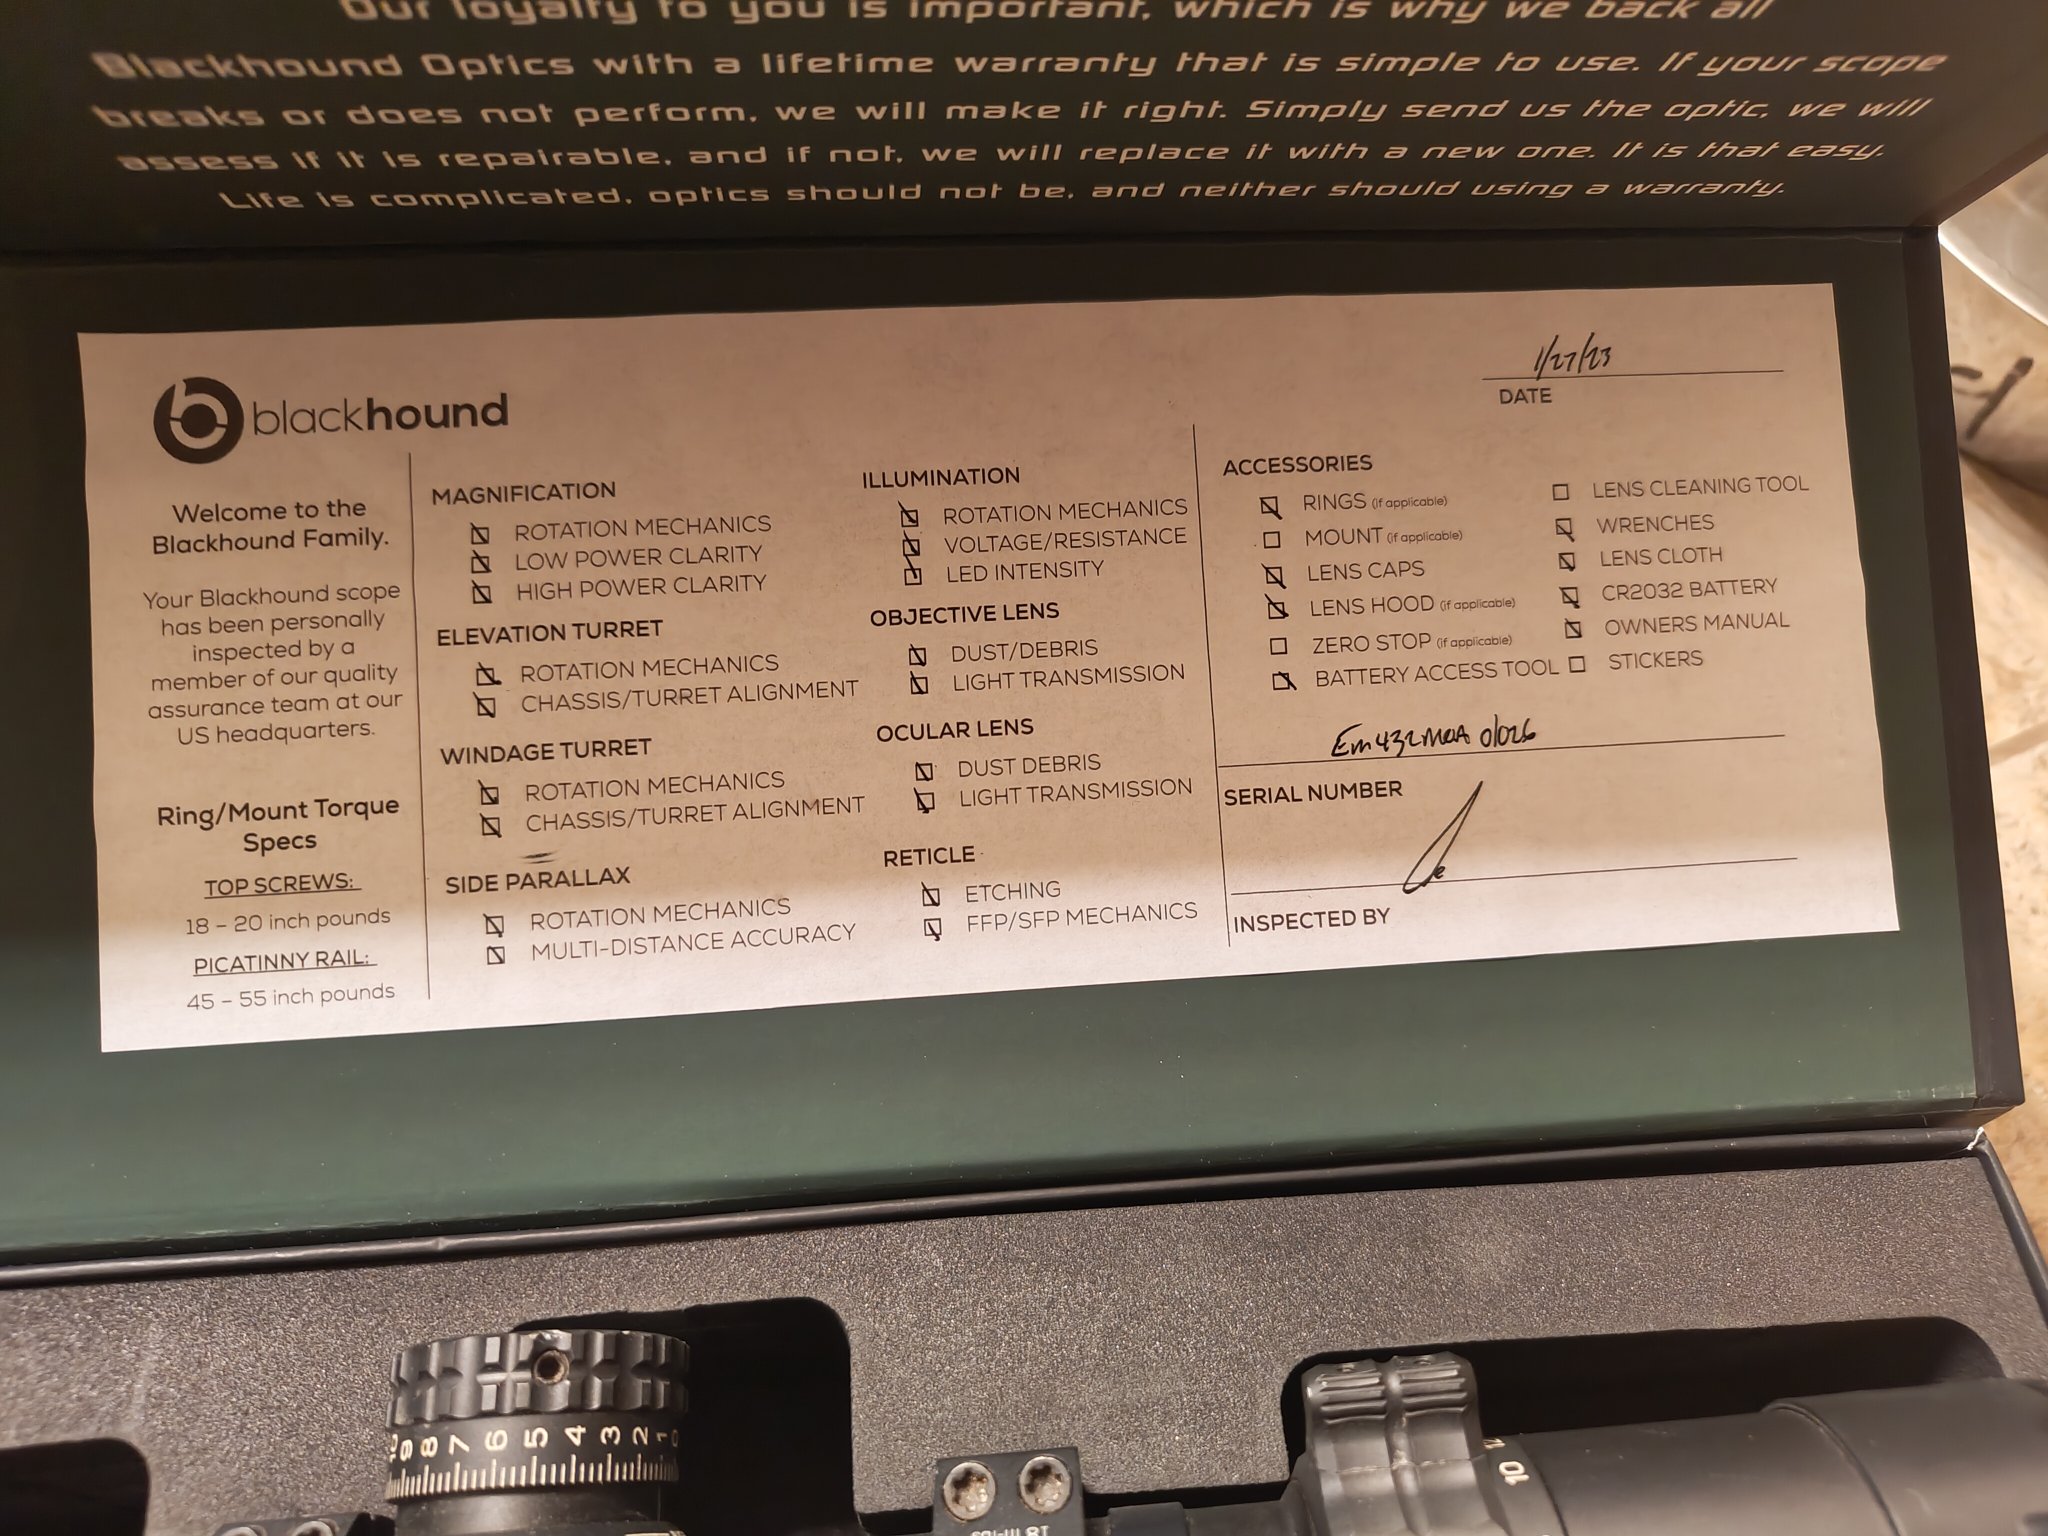 Our loyalty to you is important, which is why we back all
Blackhound Optics with a lifetime warranty that is simple to use. If your scope
breaks or does not perform, we will make it right. Simply send us the optic, we will
assess if it is repairable, and if not, we will replace it with a new one. It is that easy.
Life is complicated, optics should not be, and neither should using a warranty.
blackhound
Welcome to the
Blackhound Family.
Your Blackhound scope
has been personally
inspected by a
member of our quality
assurance team at our
US headquarters.
Ring/Mount Torque
Specs
TOP SCREWS:
18 – 20 inch pounds
PICATINNY RAIL:
45 – 55 inch pounds
MAGNIFICATION
ROTATION MECHANICS
LOW POWER CLARITY
HIGH POWER CLARITY
ELEVATION TURRET
ROTATION MECHANICS
CHASSIS/TURRET ALIGNMENT
WINDAGE TURRET
ROTATION MECHANICS
CHASSIS/TURRET ALIGNMENT
SIDE PARALLAX
ROTATION MECHANICS
MULTI-DISTANCE ACCURACY
ILLUMINATION
ROTATION MECHANICS
VOLTAGE/RESISTANCE
LED INTENSITY
OBJECTIVE LENS
DUST/DEBRIS
LIGHT TRANSMISSION
OCULAR LENS
DUST DEBRIS
LIGHT TRANSMISSION
RETICLE
ETCHING
FFP/SFP MECHANICS
1/27/23
DATE
ACCESSORIES
RINGS (if applicable)
MOUNT (if applicable)
LENS CAPS
LENS HOOD (if applicable)
ZERO STOP (if applicable)
BATTERY ACCESS TOOL
LENS CLEANING TOOL
WRENCHES
LENS CLOTH
CR2032 BATTERY
OWNERS MANUAL
STICKERS
Em432MOA 01026
SERIAL NUMBER
INSPECTED BY
10 9 8 7 6 5 4 3 2 1 0
10